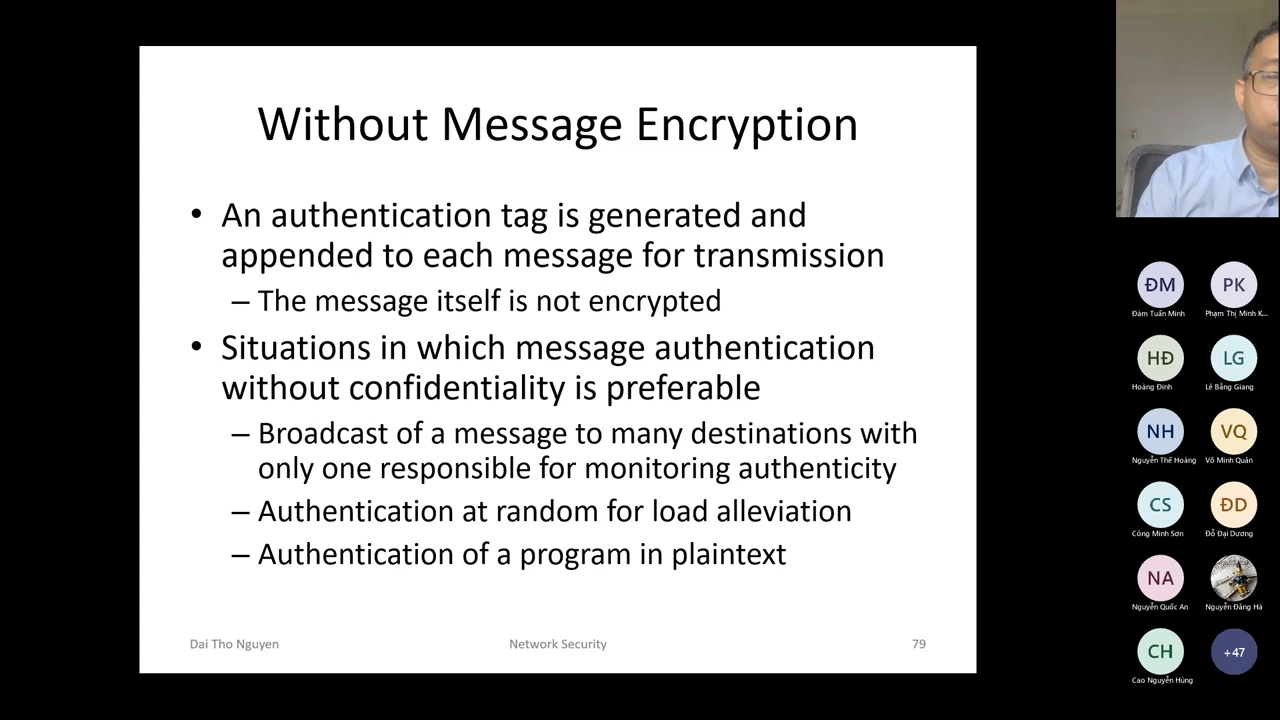 Without Message Encryption
• An authentication tag is generated and
appended to each message for transmission
– The message itself is not encrypted
• Situations in which message authentication
without confidentiality is preferable
– Broadcast of a message to many destinations with
only one responsible for monitoring authenticity
– Authentication at random for load alleviation
– Authentication of a program in plaintext
Dai Tho Nguyen
Network Security
79
ĐM
PK
Đàm Tuấn Minh
Phạm Thị Minh K...
HĐ
LG
Hoàng Đinh
Lê Bằng Giang
NH
VQ
Nguyễn Thế Hoàng
Võ Minh Quân
CS
ĐD
Công Minh Sơn
Đỗ Đại Dương
NA
Nguyễn Quốc An
Nguyễn Đăng Hà
CH
+47
Cao Nguyễn Hùng